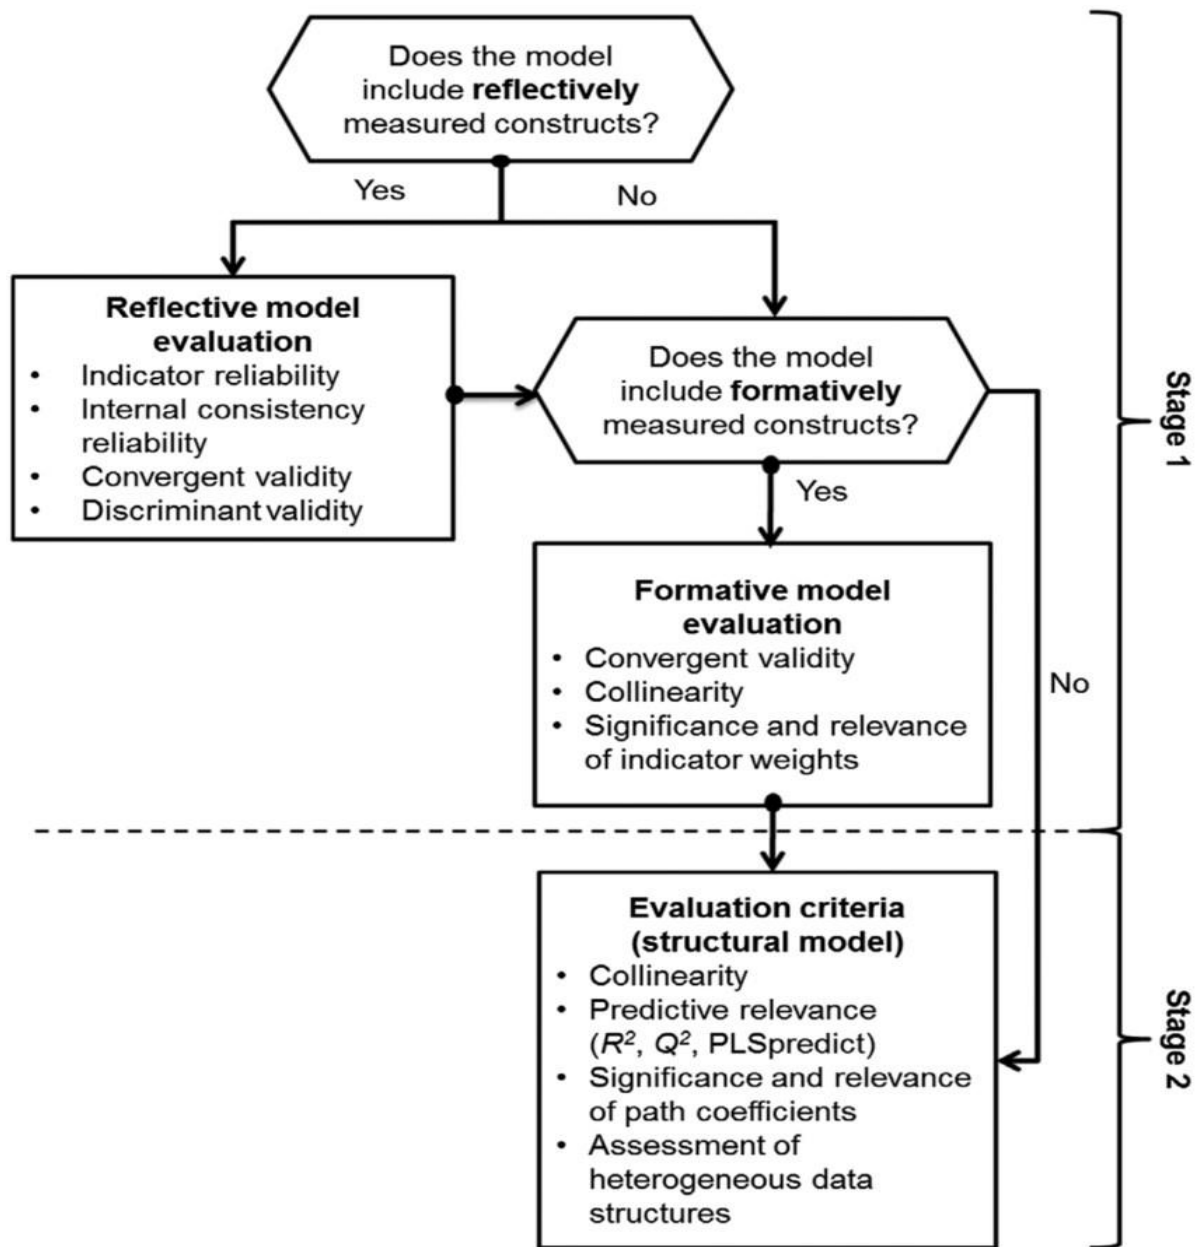 Does the model
include reflectively
measured constructs?
Yes
No
Reflective model
evaluation
• Indicator reliability
• Internal consistency
reliability
• Convergent validity
• Discriminant validity
Does the model
include formatively
measured constructs?
Yes
No
Formative model
evaluation
• Convergent validity
• Collinearity
• Significance and relevance
of indicator weights
Stage 1
Evaluation criteria
(structural model)
• Collinearity
• Predictive relevance
(R², Q², PLSpredict)
• Significance and relevance
of path coefficients
• Assessment of
heterogeneous data
structures
Stage 2